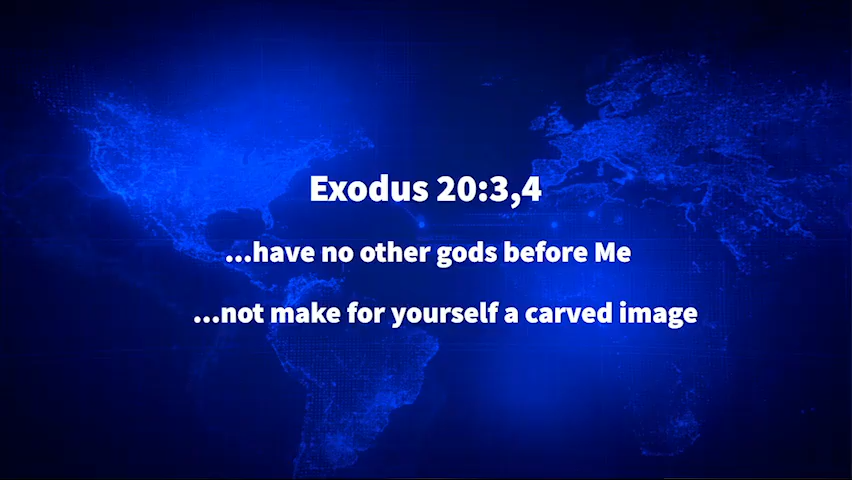 Exodus 20:3,4
...have no other gods before Me
...not make for yourself a carved image